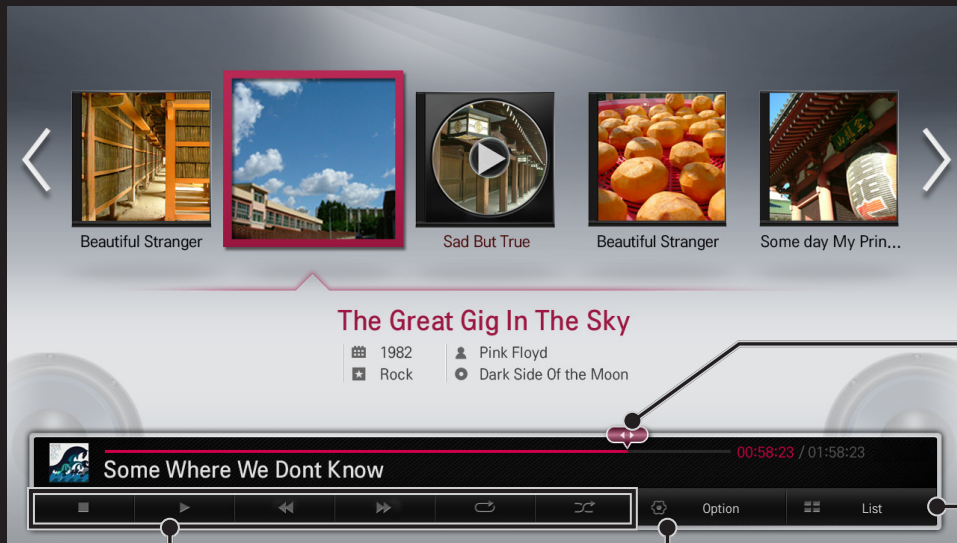 Beautiful Stranger
Sad But True
Beautiful Stranger
Some day My Prin...
The Great Gig In The Sky
1982
Pink Floyd
Rock
Dark Side Of the Moon
00:58:23 / 01:58:23
Some Where We Dont Know
Option
List